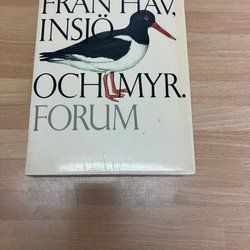 FRÅN HAV,
INSJÖ
OCH MYR.
FORUM